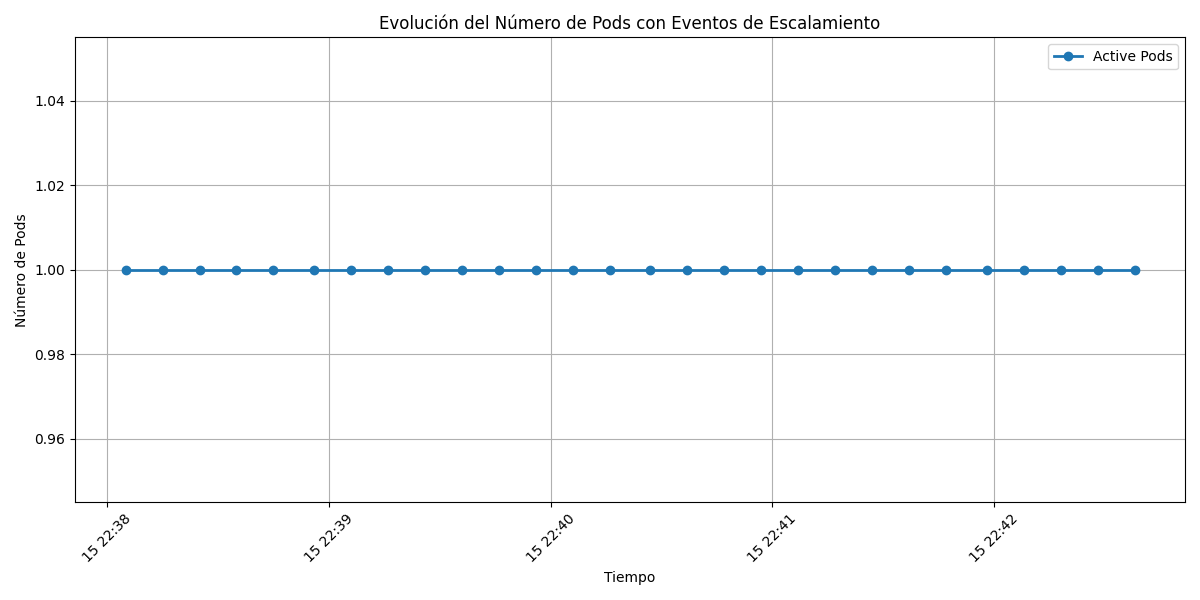 Evolución del Número de Pods con Eventos de Escalamiento
Active Pods
Número de Pods
1.04
1.02
1.00
0.98
0.96
15 22:38
15 22:39
15 22:40
15 22:41
15 22:42
Tiempo